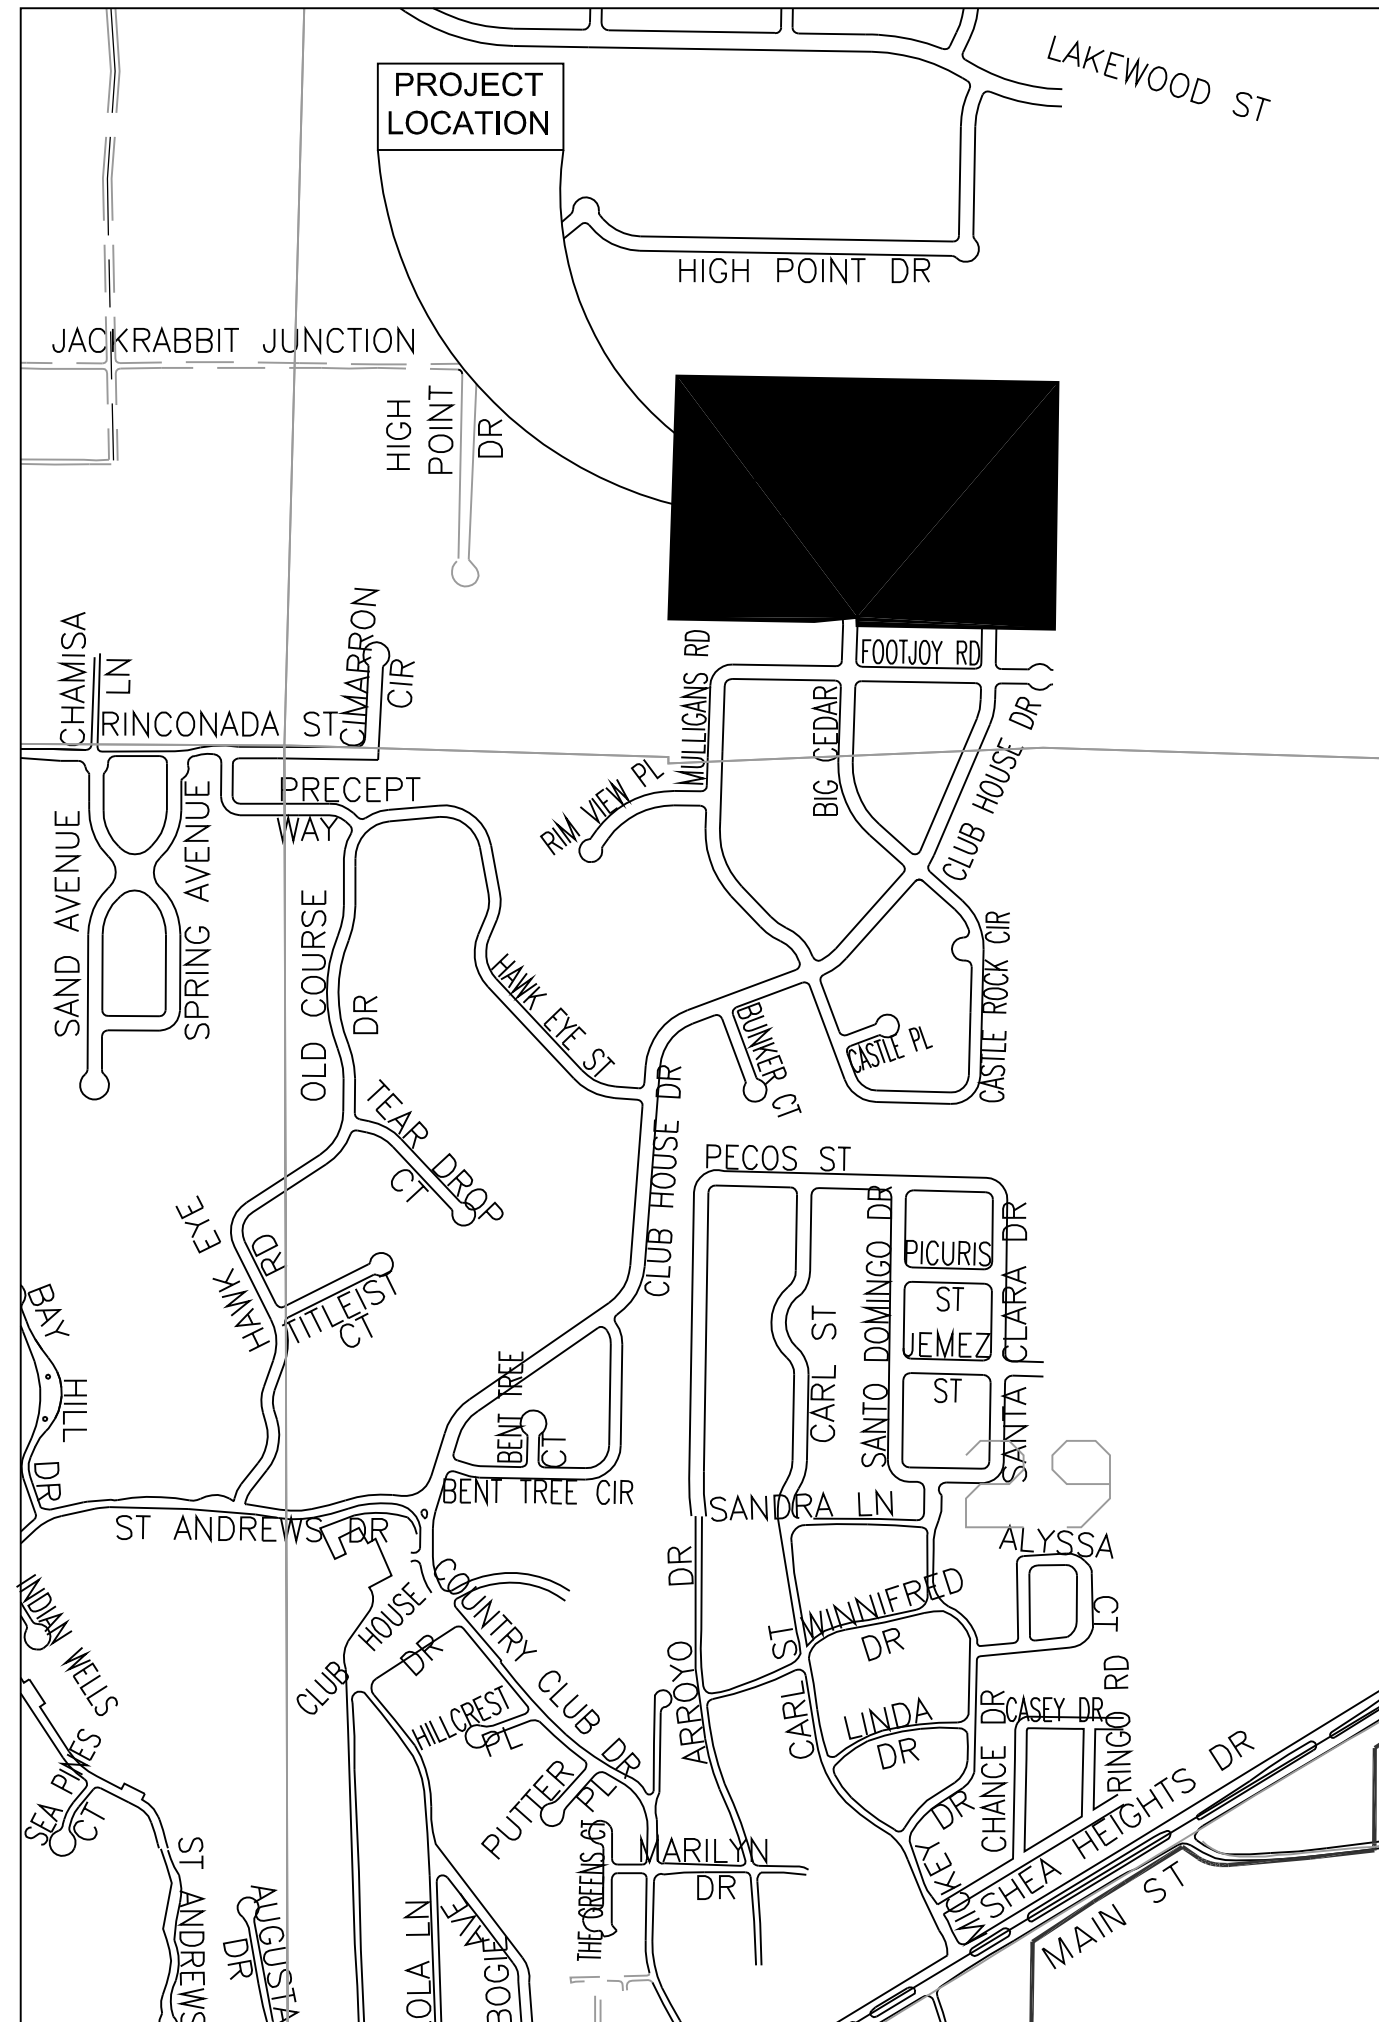 LAKEWOOD ST
PROJECT
LOCATION
HIGH POINT DR
JACKRABBIT JUNCTION
HIGH
POINT
DR
CHAMISA
LN
CIMARRON
CIR
RINCONADA ST
MULLIGANS RD
FOOTJOY RD
BIG CEDAR
CLUB HOUSE DR
RIM VIEW PL
PRECEPT
WAY
SAND AVENUE
SPRING AVENUE
OLD COURSE
DR
HAWK EYE ST
CASTLE ROCK CIR
BUNKER CT
CASTLE PL
CLUB HOUSE DR
TEAR DROP
CT
PECOS ST
HAWK EYE
RD
TITLEIST
CT
SANTO DOMINGO DR
PICURIS
ST
JEMEZ
ST
SANTA CLARA DR
CARL ST
BAY
HILL
DR
BENT TREE
CT
BENT TREE CIR
SANDRA LN
ST ANDREWS DR
ALYSSA
CT
INDIAN WELLS
CLUB HOUSE
DR
COUNTRY CLUB DR
ARROYO DR
WINNIFRED
DR
CARL ST
LINDA
DR
CASEY DR
RINGO RD
CHANCE DR
HILLCREST
PL
PUTTER
PL
SEA PINES
CT
MICKEY DR
SHEA HEIGHTS DR
MAIN ST
MARILYN
DR
THE GREENS CT
ST ANDREWS
AUGUSTA
DR
OLA LN
BOGIE
AVE